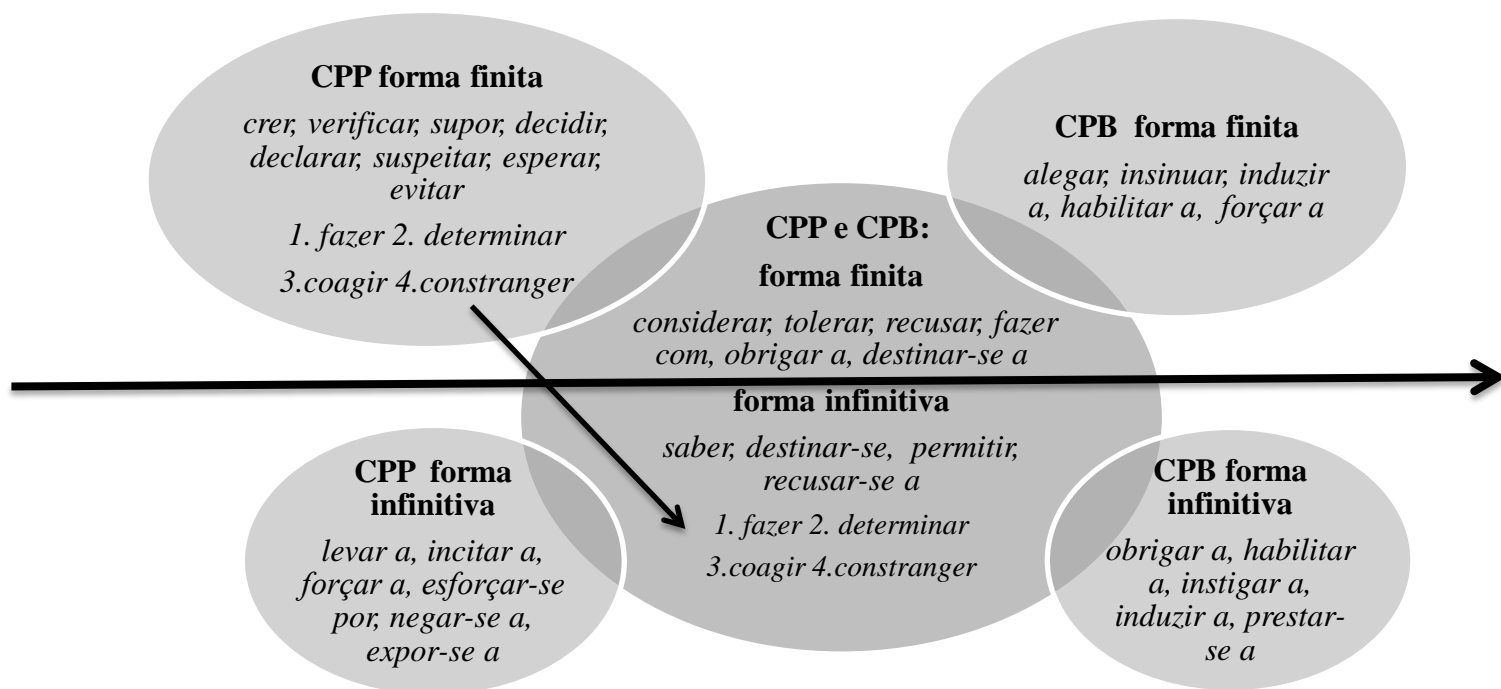 CPP forma finita
crer, verificar, supor, decidir,
declarar, suspeitar, esperar,
evitar
1. fazer 2. determinar
3.coagir 4.constranger
CPB forma finita
alegar, insinuar, induzir
a, habilitar a, forçar a
CPP e CPB:
forma finita
considerar, tolerar, recusar, fazer
com, obrigar a, destinar-se a
forma infinitiva
saber, destinar-se, permitir,
recusar-se a
1. fazer 2. determinar
3.coagir 4.constranger
CPP forma
infinitiva
levar a, incitar a,
forçar a, esforçar-se
por, negar-se a,
expor-se a
CPB forma
infinitiva
obrigar a, habilitar
a, instigar a,
induzir a, prestar-
se a